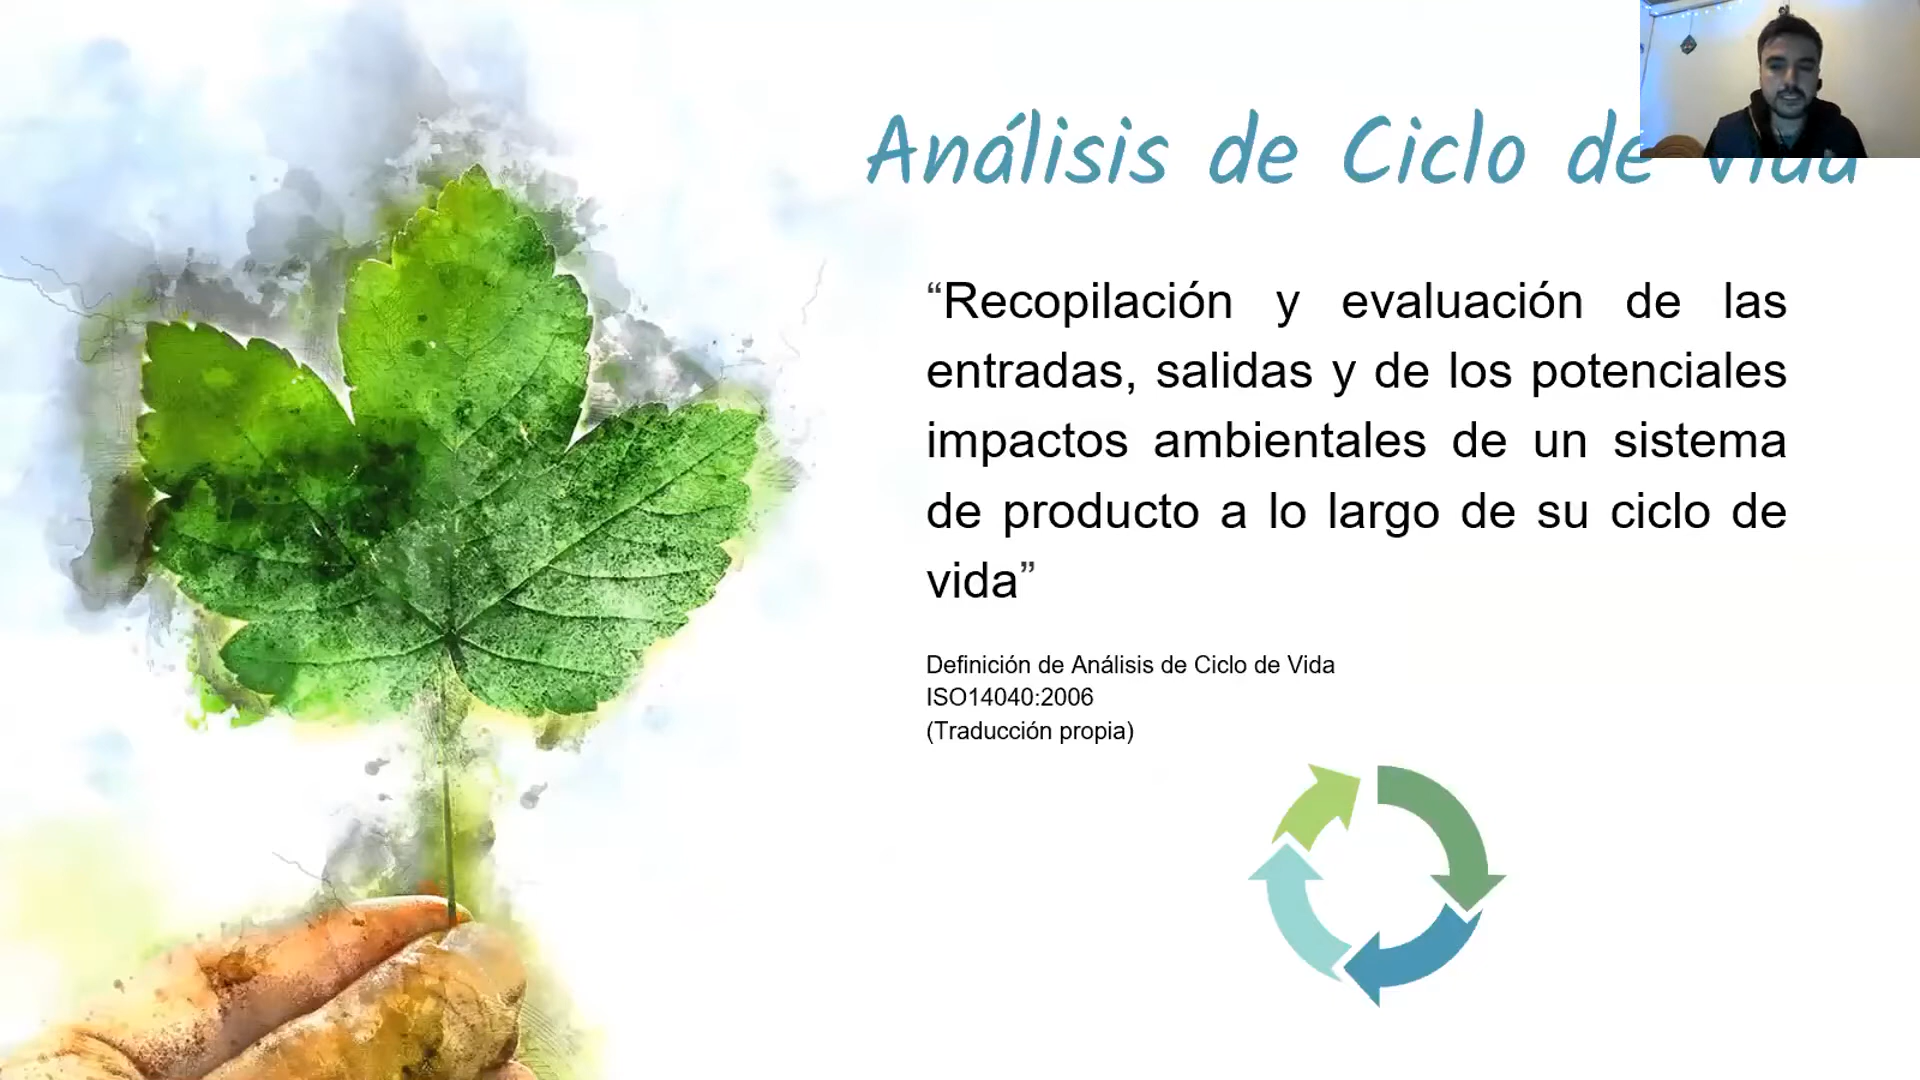 Análisis de Ciclo de Vida
“Recopilación y evaluación de las
entradas, salidas y de los potenciales
impactos ambientales de un sistema
de producto a lo largo de su ciclo de
vida”
Definición de Análisis de Ciclo de Vida
ISO14040:2006
(Traducción propia)